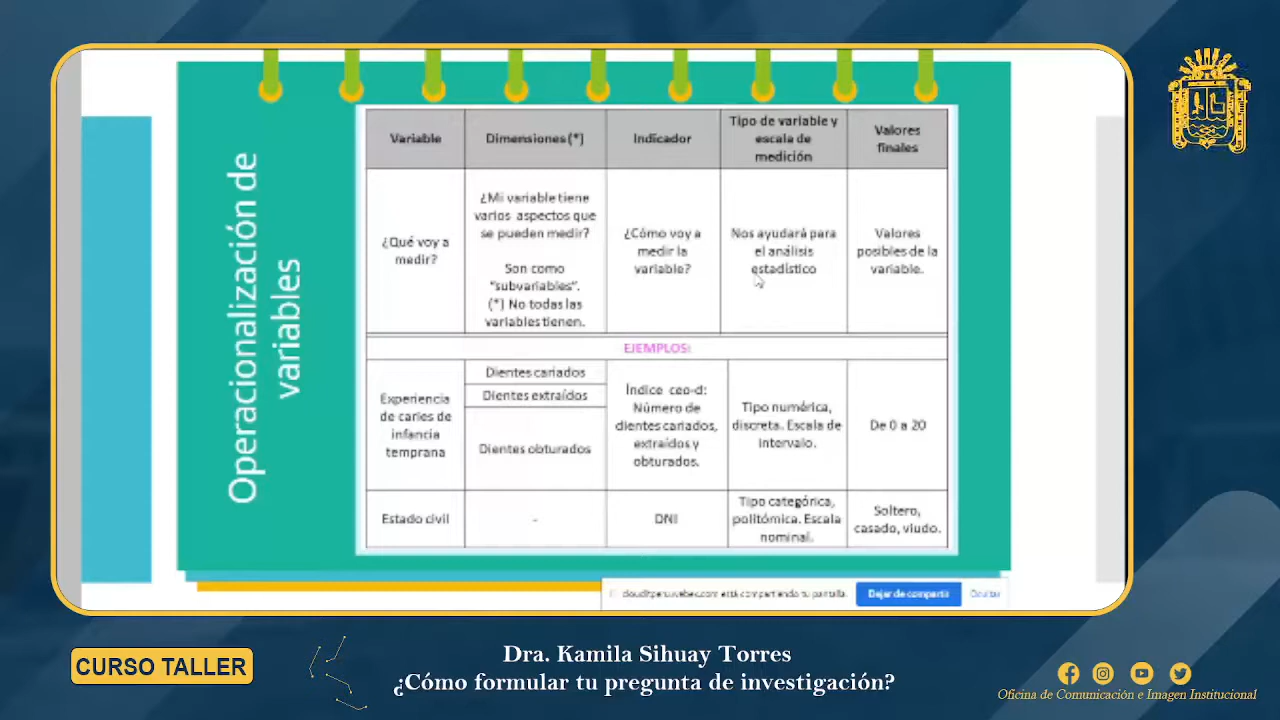 Operacionalización de
variables
Variable
Dimensiones (*)
Indicador
Tipo de variable y
escala de
medición
Valores
finales
¿Qué voy a
medir?
¿Mi variable tiene
varios aspectos que
se pueden medir?
Son como
"subvariables".
(*) No todas las
variables tienen.
¿Cómo voy a
medir la
variable?
Nos ayudará para
el análisis
estadístico
Valores
posibles de la
variable.
EJEMPLOS:
Experiencia
de caries de
infancia
temprana
Dientes cariados
Dientes extraídos
Dientes obturados
Índice ceo-d:
Número de
dientes cariados,
extraídos y
obturados.
Tipo numérica,
discreta. Escala de
intervalo.
De 0 a 20
Estado civil
-
DNI
Tipo categórica,
politómica. Escala
nominal.
Soltero,
casado, viudo.
está compartiendo tu pantalla.
Dejar de compartir
Ocultar
CURSO TALLER
Dra. Kamila Sihuay Torres
¿Cómo formular tu pregunta de investigación?
Oficina de Comunicación e Imagen Institucional